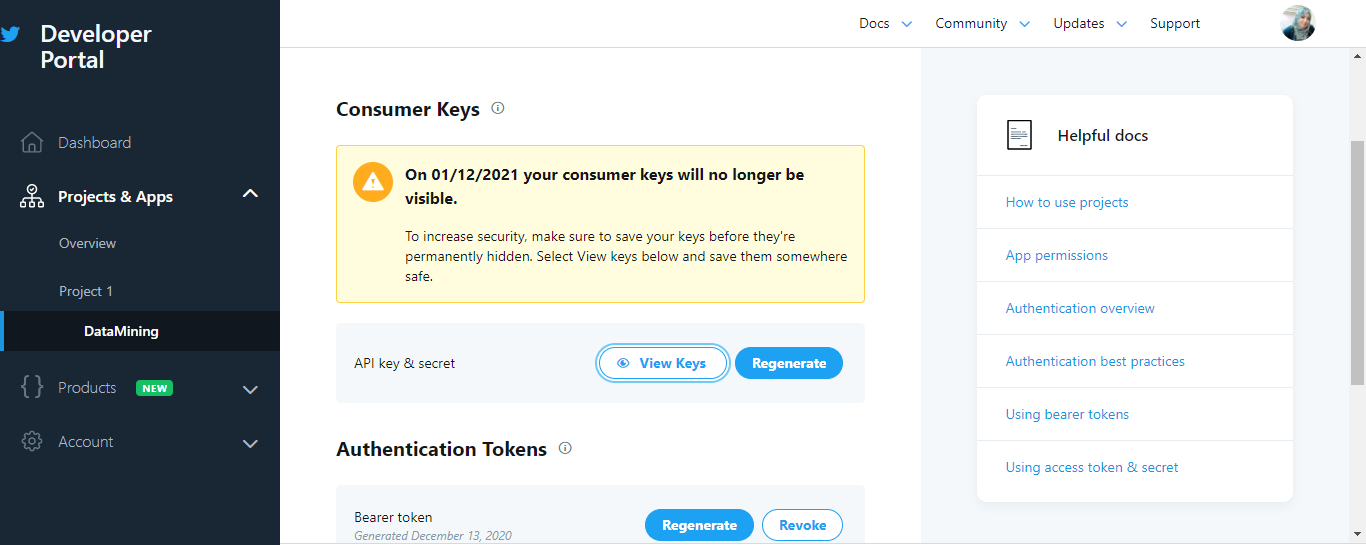 Developer
Portal
Docs
Community
Updates
Support
Dashboard
Projects & Apps
Overview
Project 1
DataMining
Products NEW
Account
Consumer Keys
On 01/12/2021 your consumer keys will no longer be
visible.
To increase security, make sure to save your keys before they're
permanently hidden. Select View keys below and save them somewhere
safe.
API key & secret
View Keys
Regenerate
Authentication Tokens
Bearer token
Generated December 13, 2020
Regenerate
Revoke
Helpful docs
How to use projects
App permissions
Authentication overview
Authentication best practices
Using bearer tokens
Using access token & secret